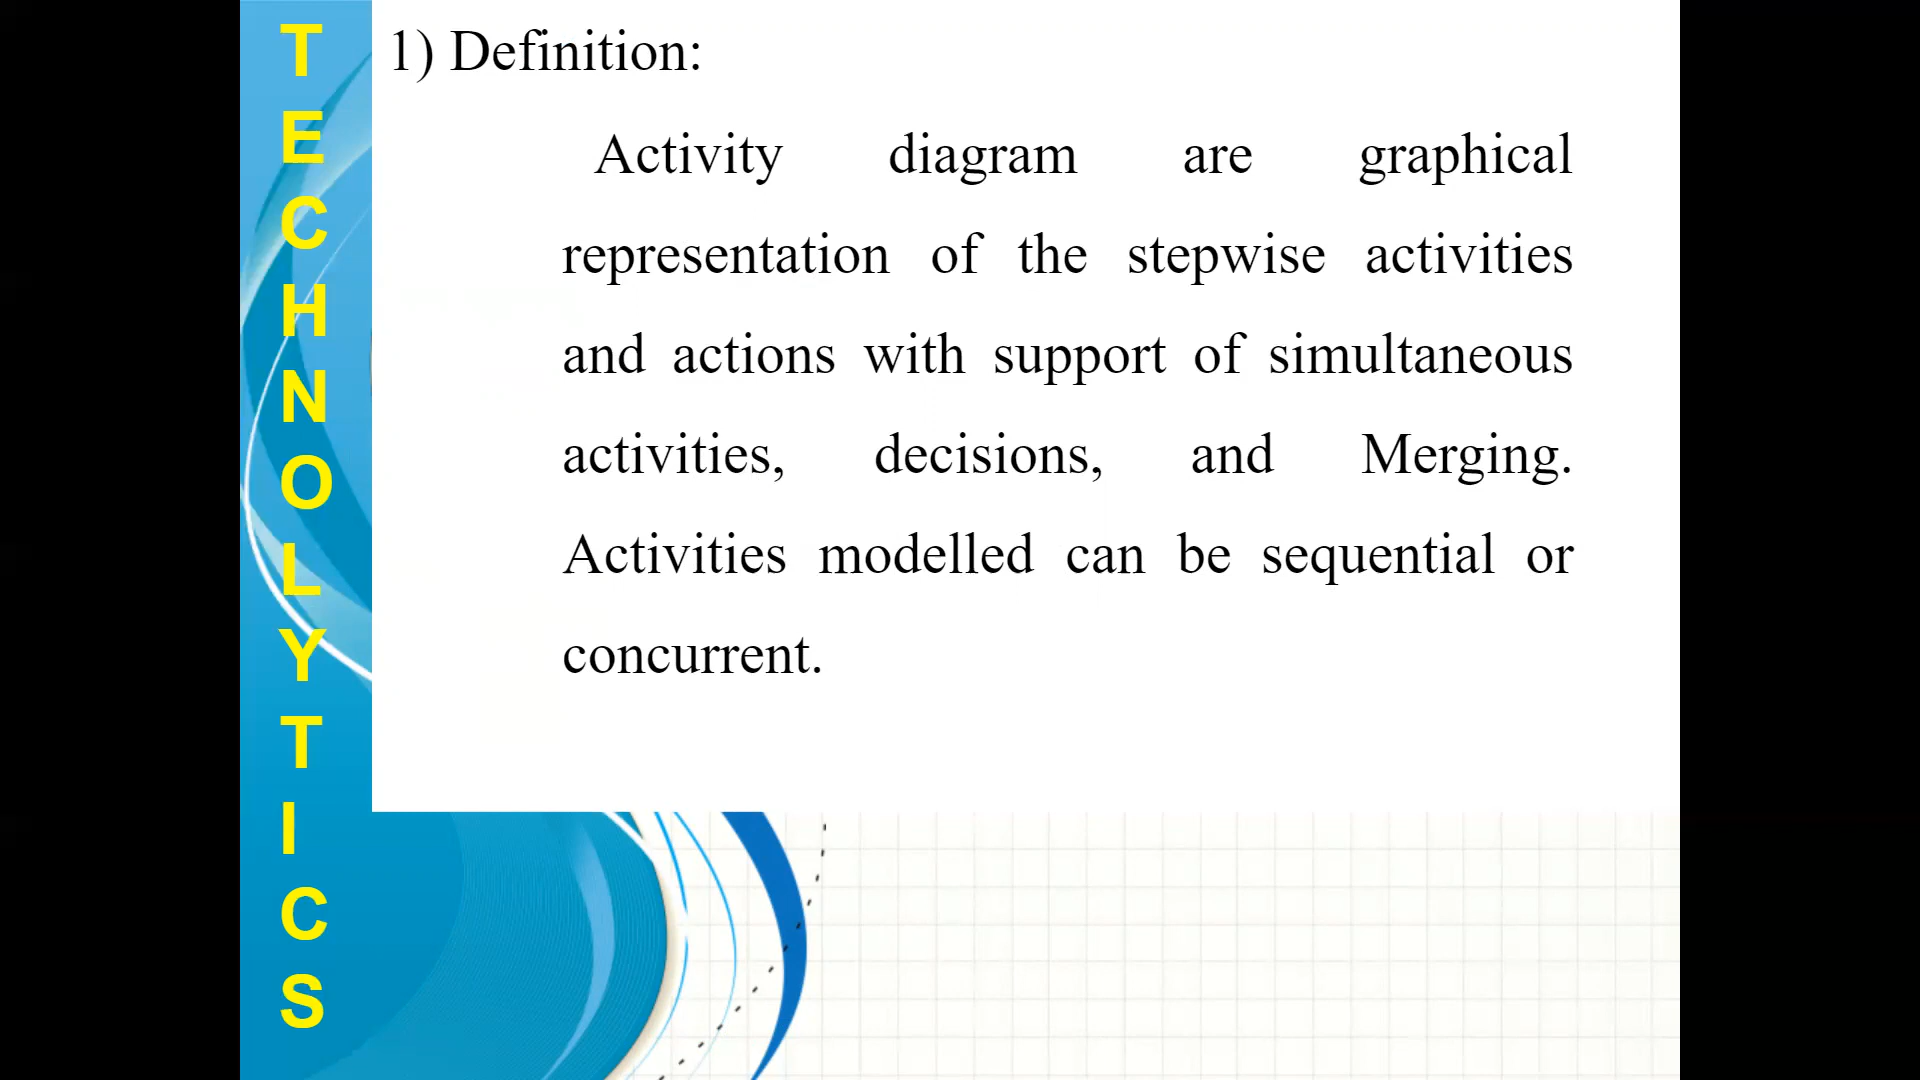 TECHNOLYTICS
1) Definition:
Activity diagram are graphical
representation of the stepwise activities
and actions with support of simultaneous
activities, decisions, and Merging.
Activities modelled can be sequential or
concurrent.